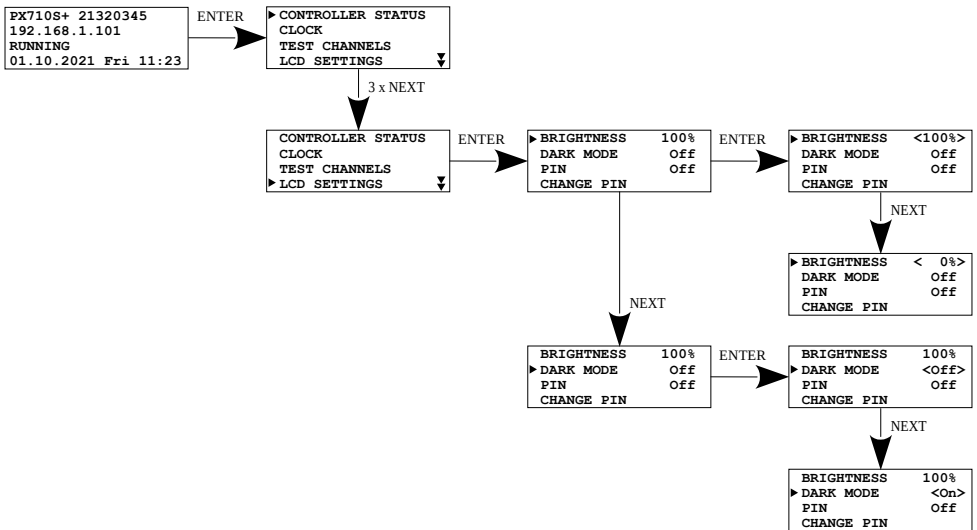 PX710S+ 21320345
192.168.1.101
RUNNING
01.10.2021 Fri 11:23
ENTER
CONTROLLER STATUS
CLOCK
TEST CHANNELS
LCD SETTINGS
3 x NEXT
CONTROLLER STATUS
CLOCK
TEST CHANNELS
LCD SETTINGS
ENTER
BRIGHTNESS 100%
DARK MODE Off
PIN Off
CHANGE PIN
ENTER
BRIGHTNESS <100%>
DARK MODE Off
PIN Off
CHANGE PIN
NEXT
BRIGHTNESS < 0%>
DARK MODE Off
PIN Off
CHANGE PIN
NEXT
BRIGHTNESS 100%
DARK MODE Off
PIN Off
CHANGE PIN
ENTER
BRIGHTNESS 100%
DARK MODE <Off>
PIN Off
CHANGE PIN
NEXT
BRIGHTNESS 100%
DARK MODE <On>
PIN Off
CHANGE PIN